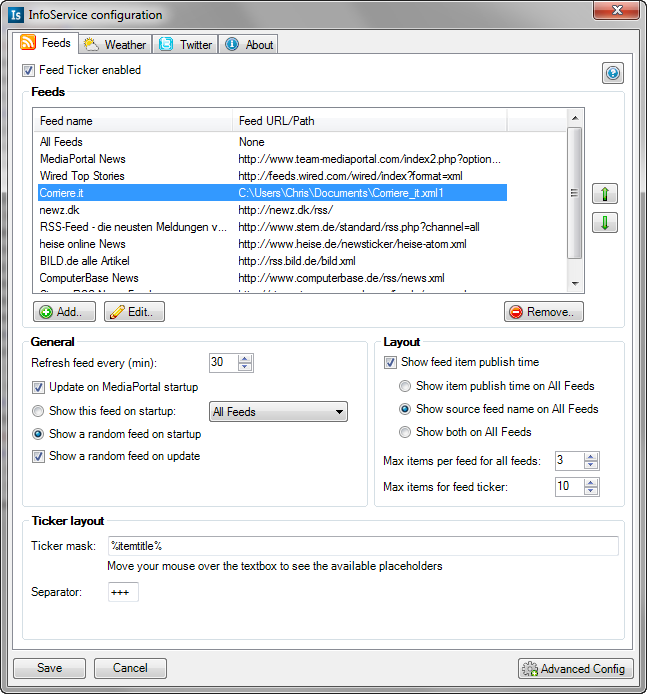 Is InfoService configuration
Feeds Weather Twitter About
Feed Ticker enabled
Feeds
Feed name Feed URL/Path
All Feeds None
MediaPortal News http://www.team-mediaportal.com/index2.php?option...
Wired Top Stories http://feeds.wired.com/wired/index?format=xml
Corriere.it C:\Users\Chris\Documents\Corriere_it.xml1
newz.dk http://newz.dk/rss/
RSS-Feed - die neusten Meldungen v... http://www.stern.de/standard/rss.php?channel=all
heise online News http://www.heise.de/newsticker/heise-atom.xml
BILD.de alle Artikel http://rss.bild.de/bild.xml
ComputerBase News http://www.computerbase.de/rss/news.xml
Add.. Edit.. Remove..
General
Refresh feed every (min): 30
Update on MediaPortal startup
Show this feed on startup: All Feeds
Show a random feed on startup
Show a random feed on update
Layout
Show feed item publish time
Show item publish time on All Feeds
Show source feed name on All Feeds
Show both on All Feeds
Max items per feed for all feeds: 3
Max items for feed ticker: 10
Ticker layout
Ticker mask: %itemtitle%
Move your mouse over the textbox to see the available placeholders
Separator: +++
Save Cancel Advanced Config